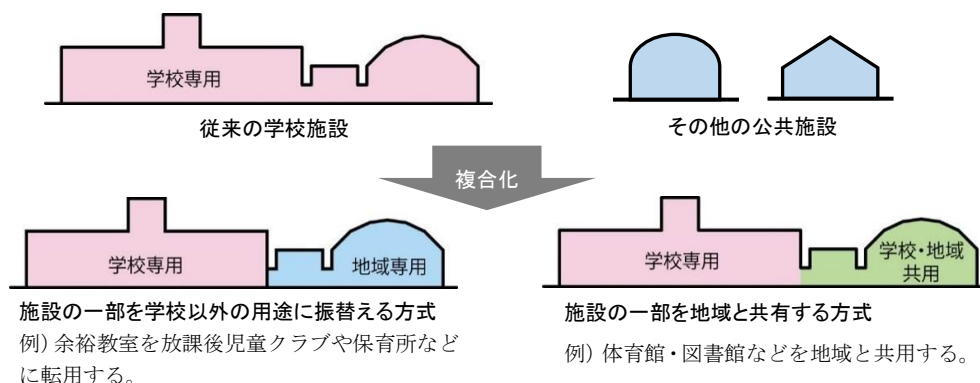 学校専用
従来の学校施設
その他の公共施設
複合化
学校専用
地域専用
学校専用
学校・地域
共用
施設の一部を学校以外の用途に振替える方式
例）余裕教室を放課後児童クラブや保育所など
に転用する。
施設の一部を地域と共有する方式
例）体育館・図書館などを地域と共用する。